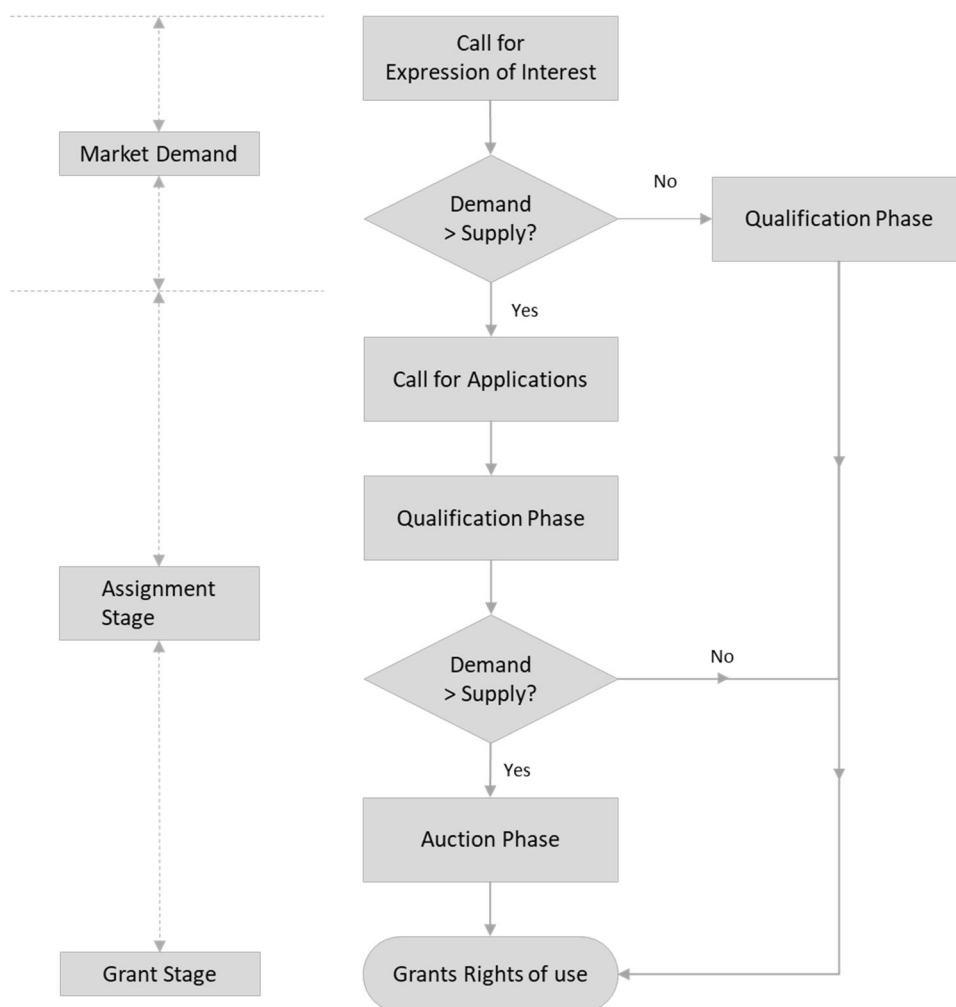 Call for
Expression of Interest
Market Demand
Demand
> Supply?
No
Qualification Phase
Yes
Call for Applications
Qualification Phase
Assignment
Stage
Demand
> Supply?
No
Yes
Auction Phase
Grant Stage
Grants Rights of use